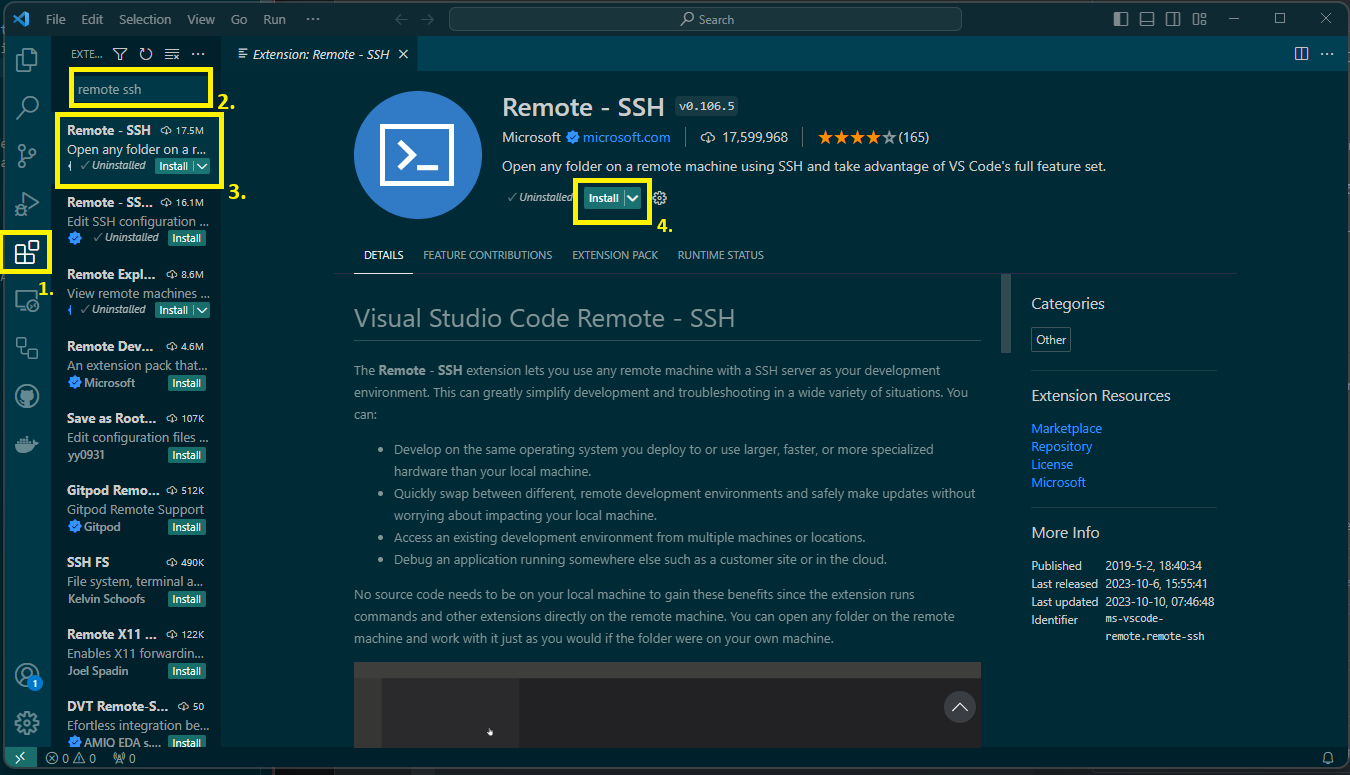 File Edit Selection View Go Run ···
Search
EXTE...
Extension: Remote - SSH
remote ssh
2.
Remote - SSH 17.5M
Open any folder on a r...
Uninstalled Install
3.
Remote - SS... 16.1M
Edit SSH configuration ...
Uninstalled Install
1.
Remote Expl... 8.6M
View remote machines ...
Uninstalled Install
Remote Dev... 4.6M
An extension pack that...
Microsoft Install
Save as Root... 107K
Edit configuration files ...
yy0931 Install
Gitpod Remo... 512K
Gitpod Remote Support
Gitpod Install
SSH FS 490K
File system, terminal a...
Kelvin Schoofs Install
Remote X11 ... 122K
Enables X11 forwardin...
Joel Spadin Install
DVT Remote-S... 50
Effortless integration be...
AMIQ EDA s.... Install
Remote - SSH v0.106.5
Microsoft microsoft.com 17,599,968 (165)
Open any folder on a remote machine using SSH and take advantage of VS Code's full feature set.
Uninstalled Install
4.
DETAILS FEATURE CONTRIBUTIONS EXTENSION PACK RUNTIME STATUS
Visual Studio Code Remote - SSH
The Remote - SSH extension lets you use any remote machine with a SSH server as your development
environment. This can greatly simplify development and troubleshooting in a wide variety of situations. You
can:
• Develop on the same operating system you deploy to or use larger, faster, or more specialized
hardware than your local machine.
• Quickly swap between different, remote development environments and safely make updates without
worrying about impacting your local machine.
• Access an existing development environment from multiple machines or locations.
• Debug an application running somewhere else such as a customer site or in the cloud.
No source code needs to be on your local machine to gain these benefits since the extension runs
commands and other extensions directly on the remote machine. You can open any folder on the remote
machine and work with it just as you would if the folder were on your own machine.
Categories
Other
Extension Resources
Marketplace
Repository
License
Microsoft
More Info
Published 2019-5-2, 18:40:34
Last released 2023-10-6, 15:55:41
Last updated 2023-10-10, 07:46:48
Identifier ms-vscode-
remote.remote-ssh
1
0 0 0